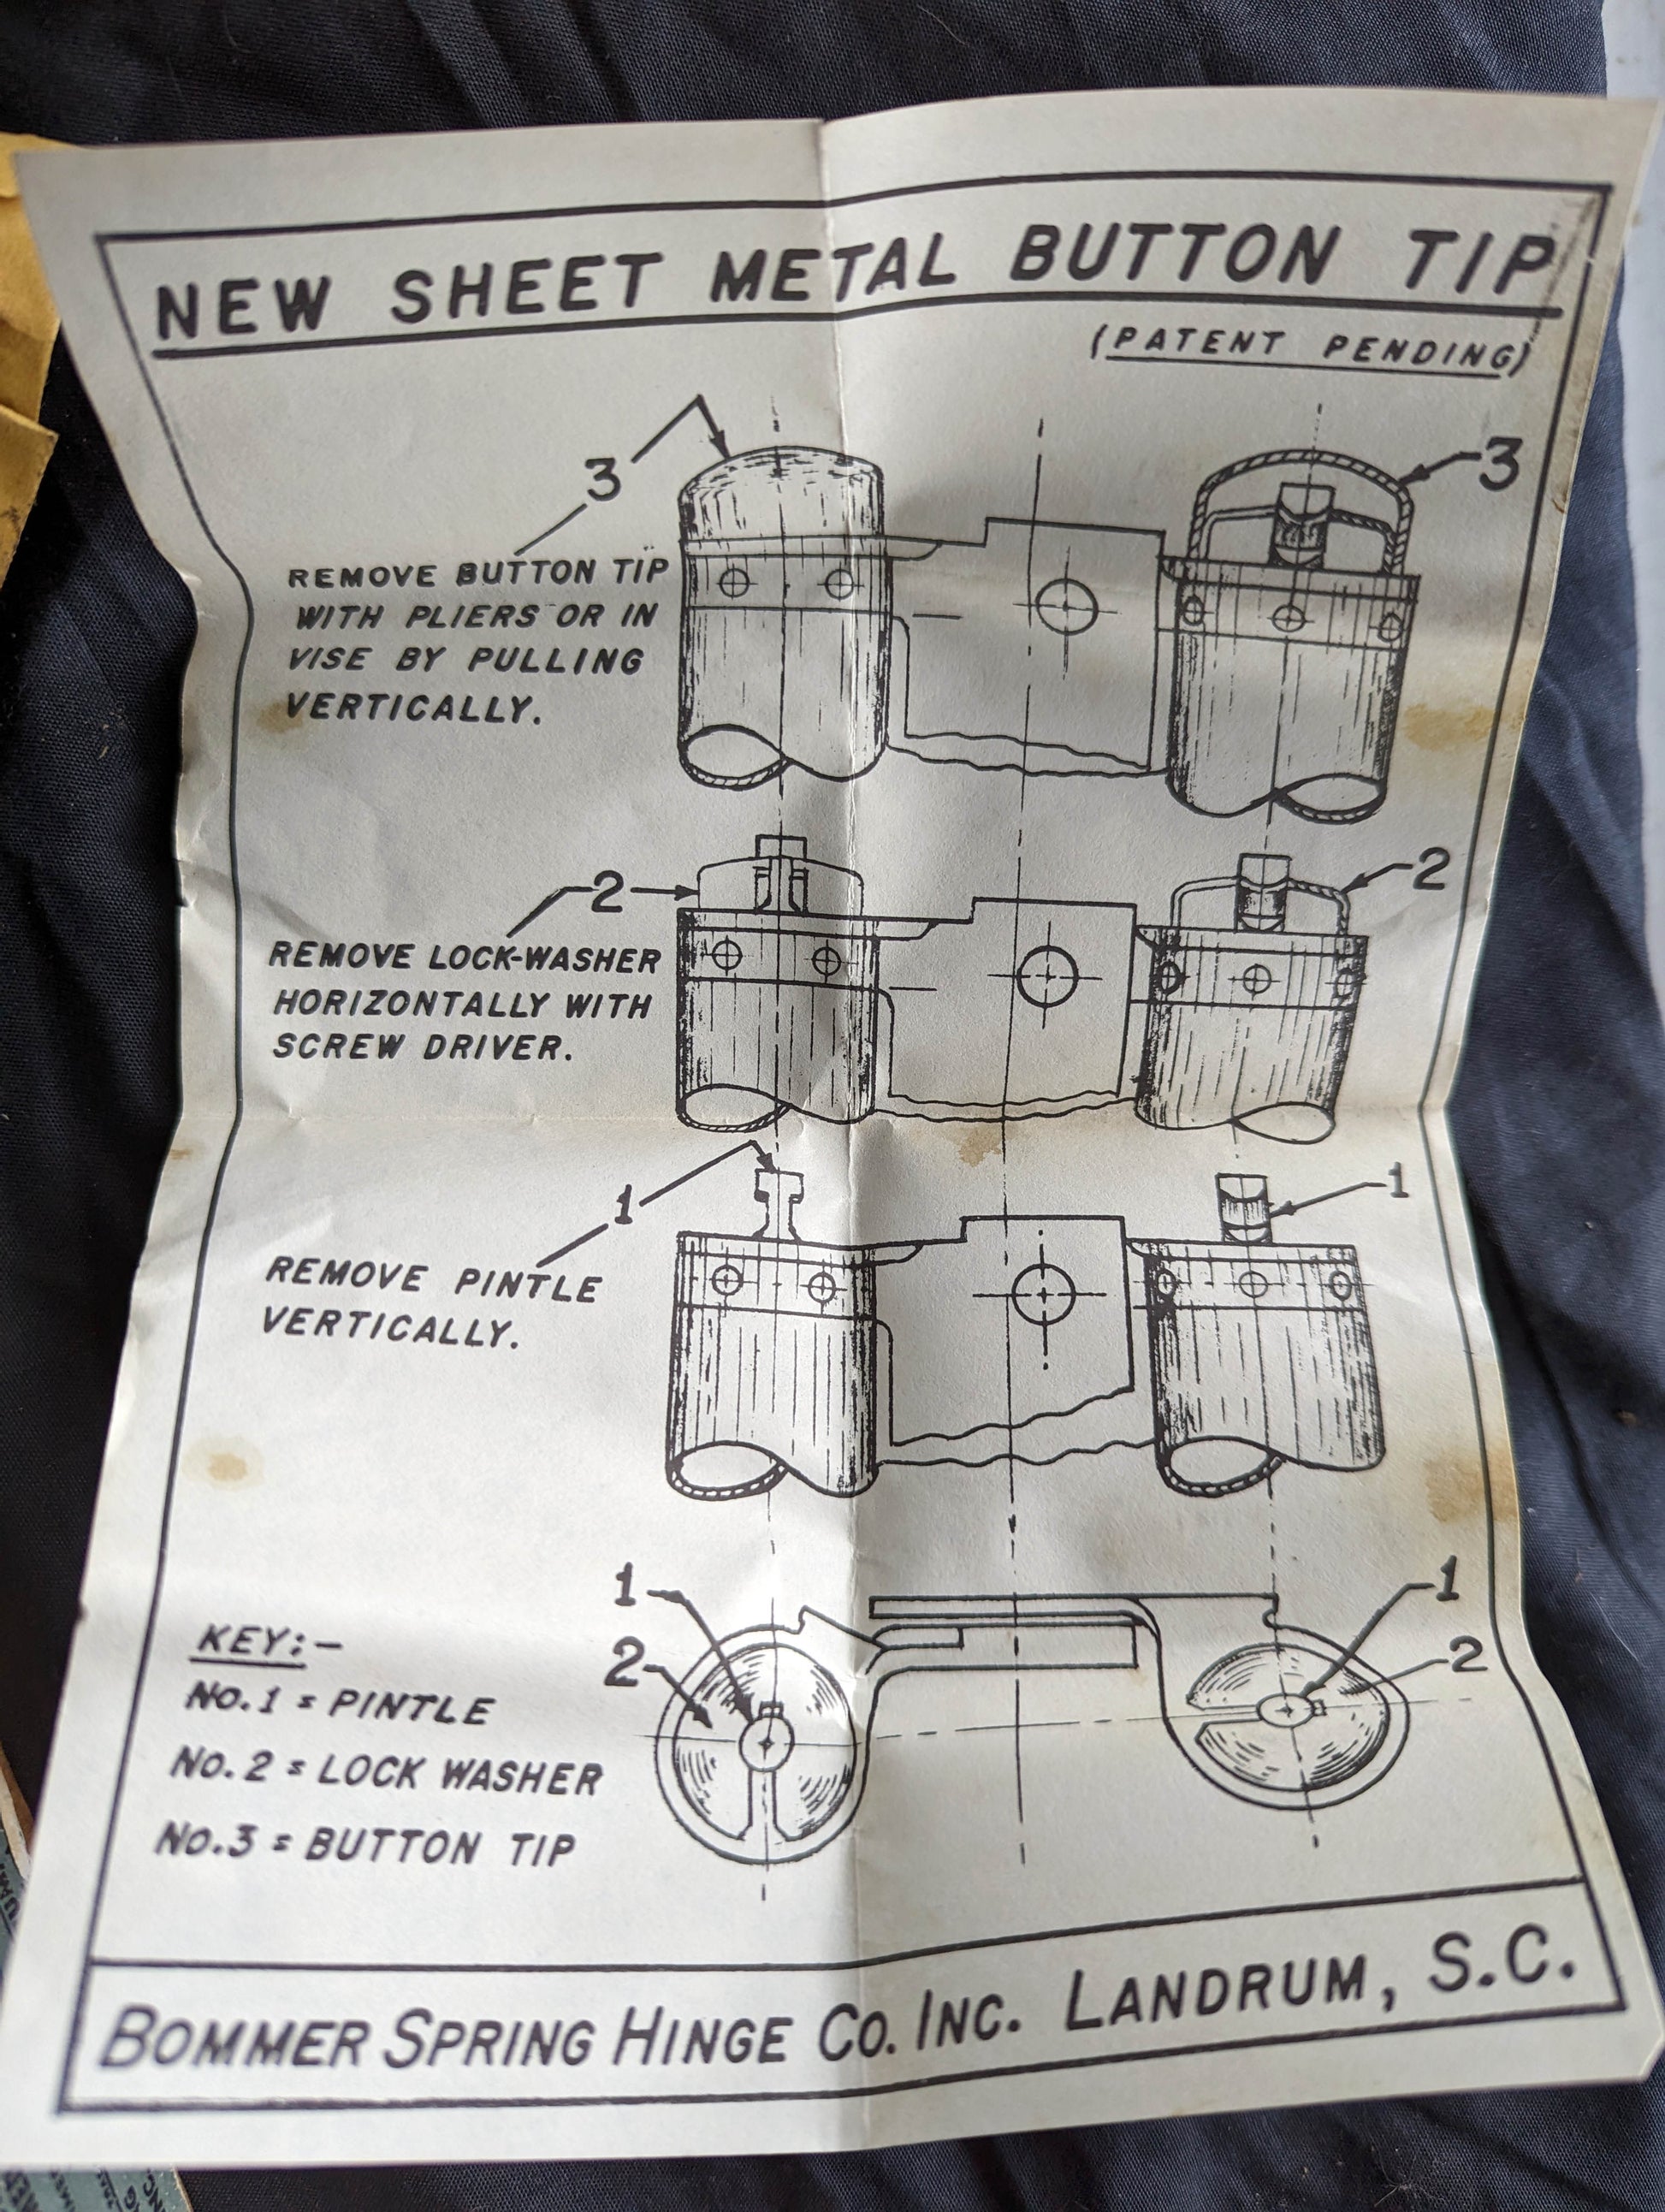 NEW SHEET METAL BUTTON TIP
(PATENT PENDING)
3
3
REMOVE BUTTON TIP
WITH PLIERS OR IN
VISE BY PULLING
VERTICALLY.
2
2
REMOVE LOCK-WASHER
HORIZONTALLY WITH
SCREW DRIVER.
1
1
REMOVE PINTLE
VERTICALLY.
1
1
2
2
KEY:-
NO.1 = PINTLE
NO.2 = LOCK WASHER
NO.3 = BUTTON TIP
BOMMER SPRING HINGE CO. INC. LANDRUM, S.C.